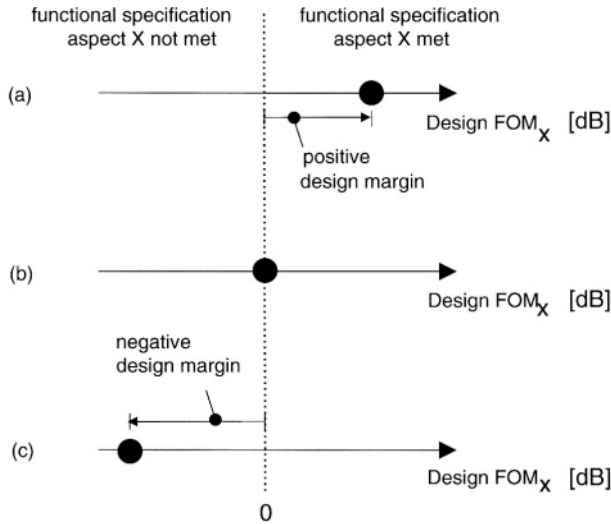 functional specification
aspect X not met
functional specification
aspect X met
(a)
Design FOMX [dB]
positive
design margin
(b)
Design FOMX [dB]
negative
design margin
(c)
Design FOMX [dB]
0